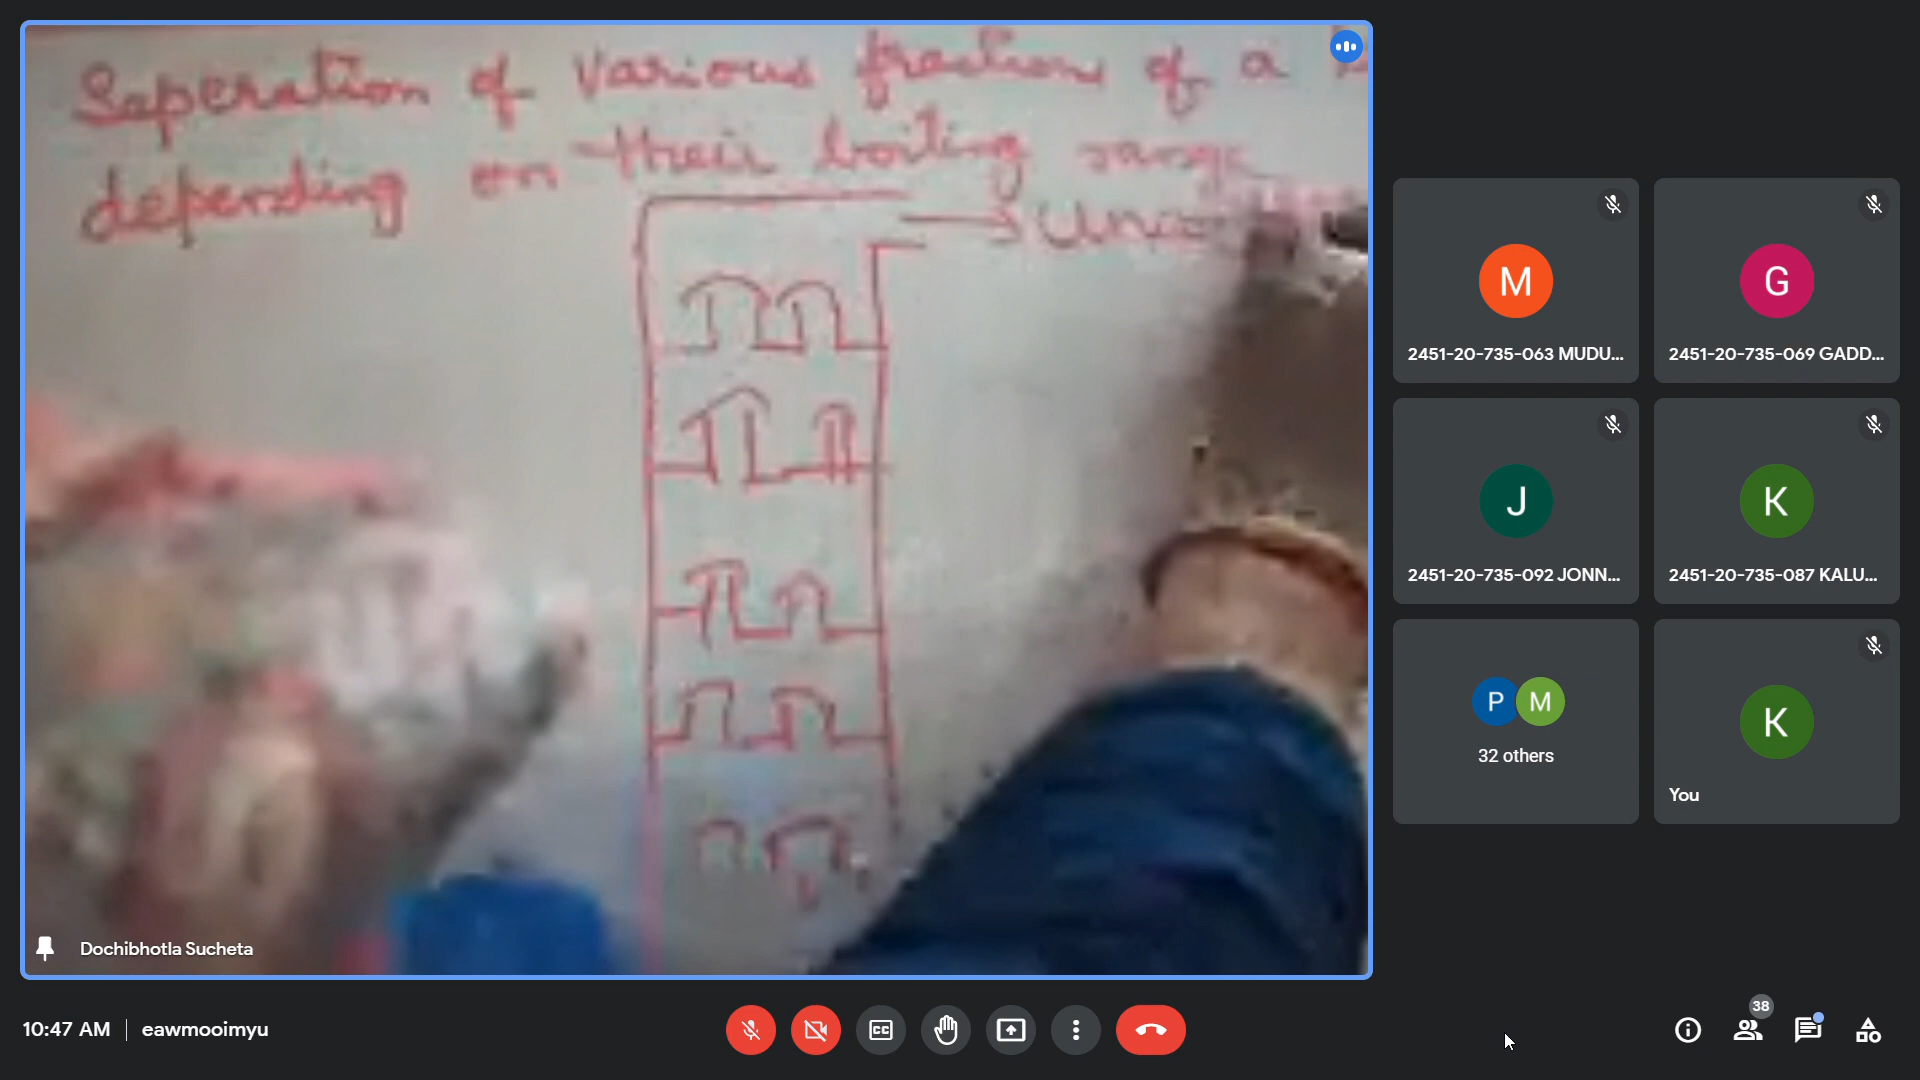 Seperation of various fractions of a
depending on their boiling range
M
2451-20-735-063 MUDU...
G
2451-20-735-069 GADD...
J
2451-20-735-092 JONN...
K
2451-20-735-087 KALU...
P M
32 others
K
You
Dochibhotla Sucheta
10:47 AM | eawmooimyu
CC
38